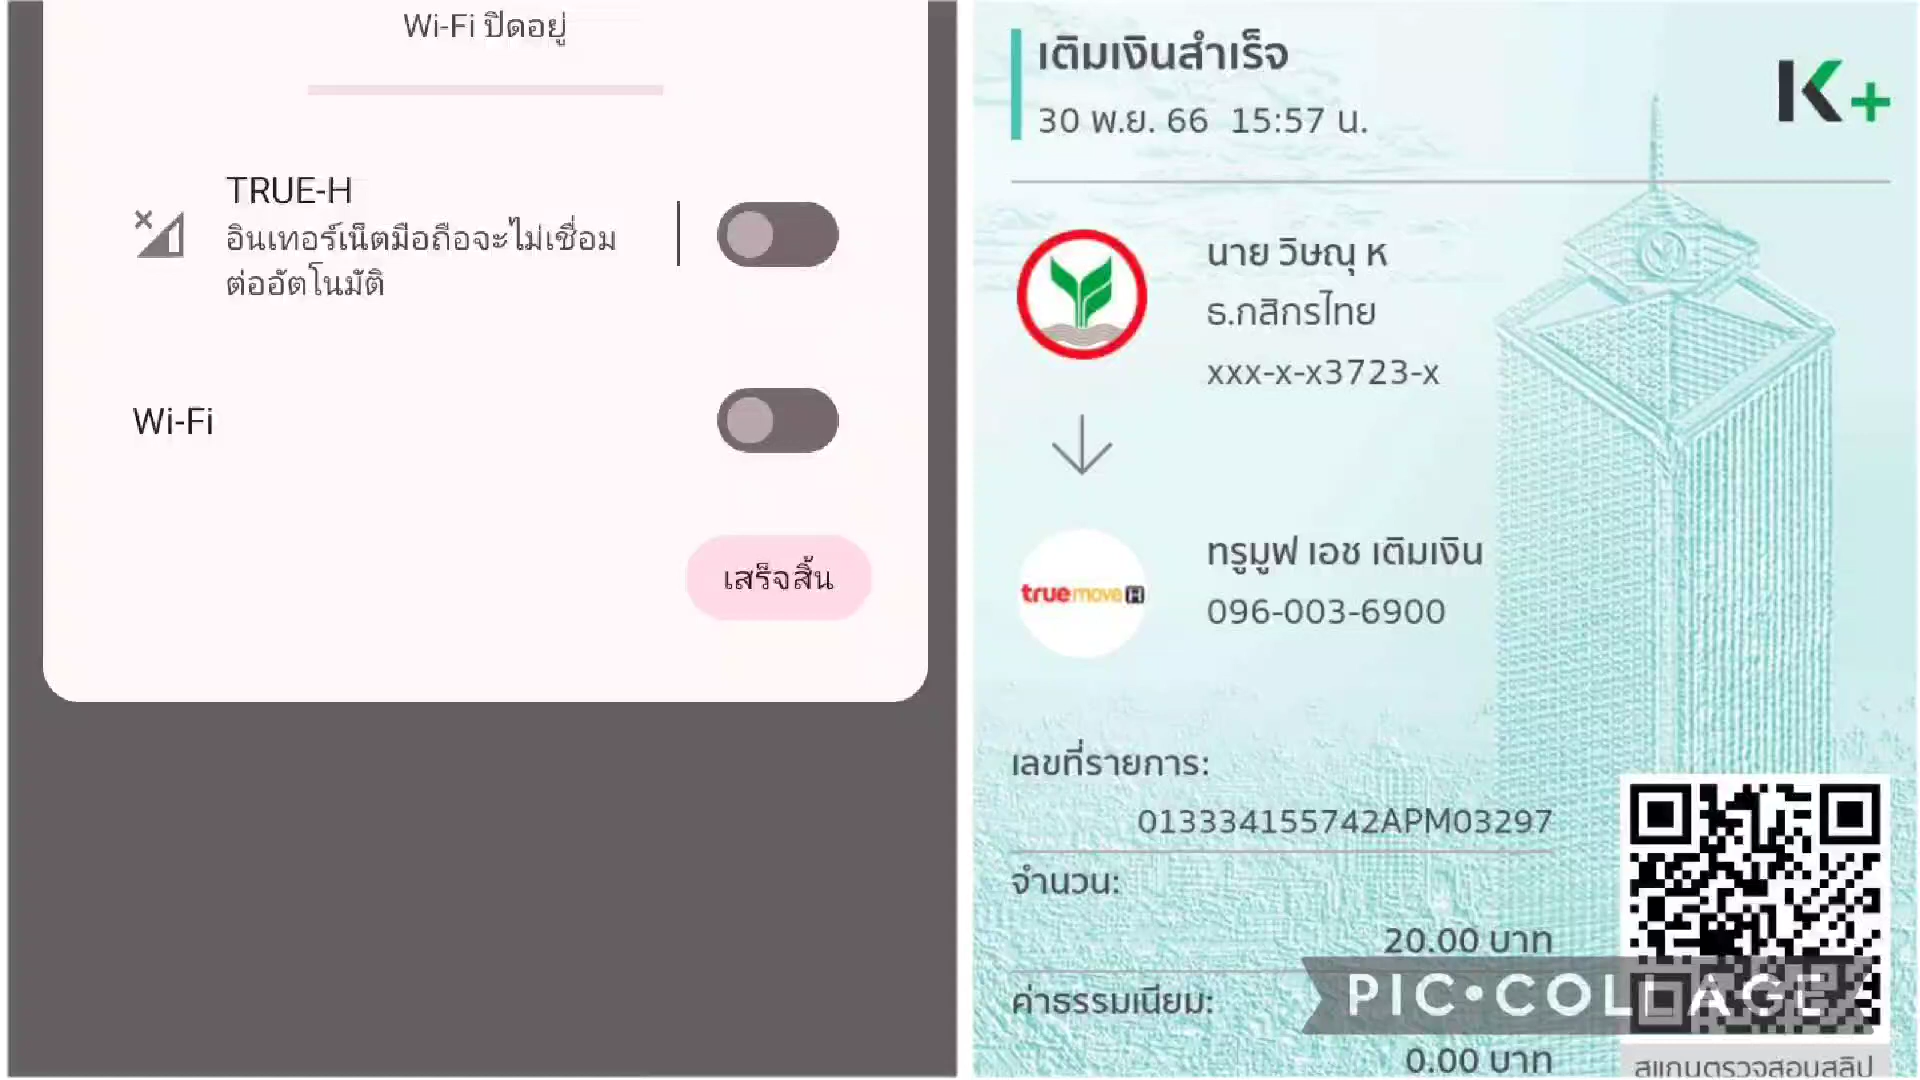 Wi-Fi ปิดอยู่
TRUE-H
อินเทอร์เน็ตมือถือจะไม่เชื่อม
ต่ออัตโนมัติ
Wi-Fi
เสร็จสิ้น
เติมเงินสำเร็จ
30 พ.ย. 66 15:57 น.
K+
นาย วิษณุ ห
ธ.กสิกรไทย
xxx-x-x3723-x
ทรูมูฟ เอช เติมเงิน
truemove H
096-003-6900
เลขที่รายการ:
013334155742APM03297
จำนวน:
20.00 บาท
ค่าธรรมเนียม:
PIC•COLLAGE
0.00 บาท
สแกนตรวจสอบสลิป